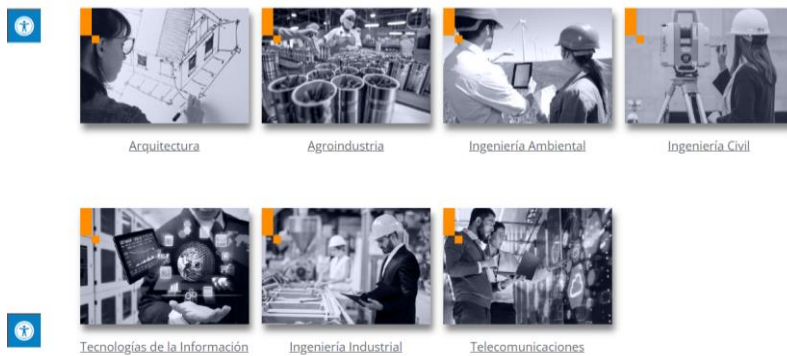 Arquitectura
Agroindustria
Ingeniería Ambiental
Ingeniería Civil
Tecnologías de la Información
Ingeniería Industrial
Telecomunicaciones